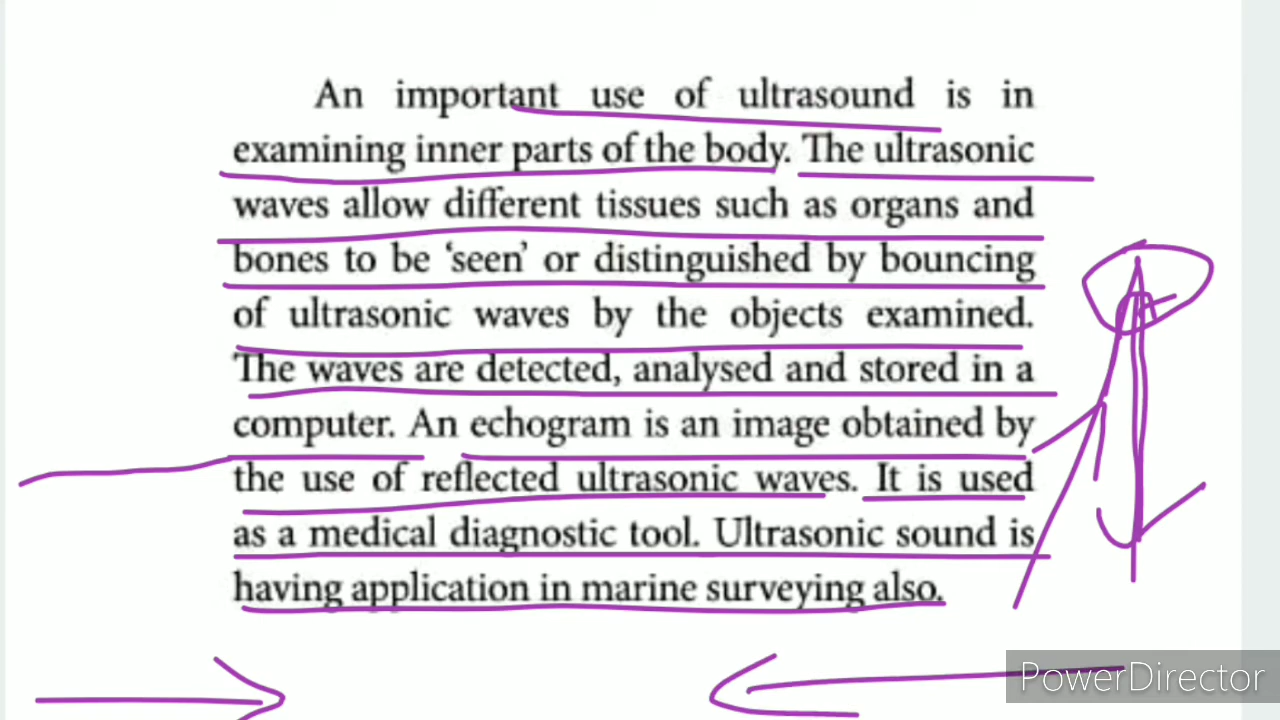 An important use of ultrasound is in
examining inner parts of the body. The ultrasonic
waves allow different tissues such as organs and
bones to be ‘seen’ or distinguished by bouncing
of ultrasonic waves by the objects examined.
The waves are detected, analysed and stored in a
computer. An echogram is an image obtained by
the use of reflected ultrasonic waves. It is used
as a medical diagnostic tool. Ultrasonic sound is
having application in marine surveying also.
PowerDirector